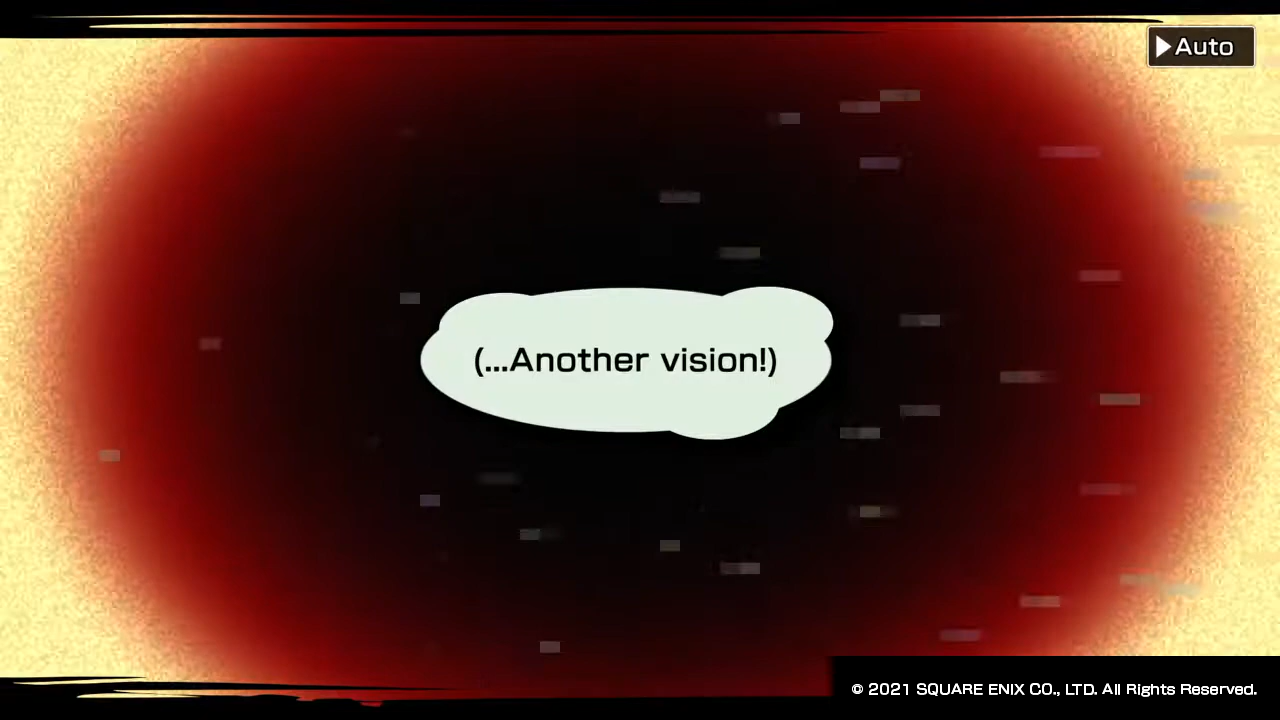 Auto
(...Another vision!)
© 2021 SQUARE ENIX CO., LTD. All Rights Reserved.